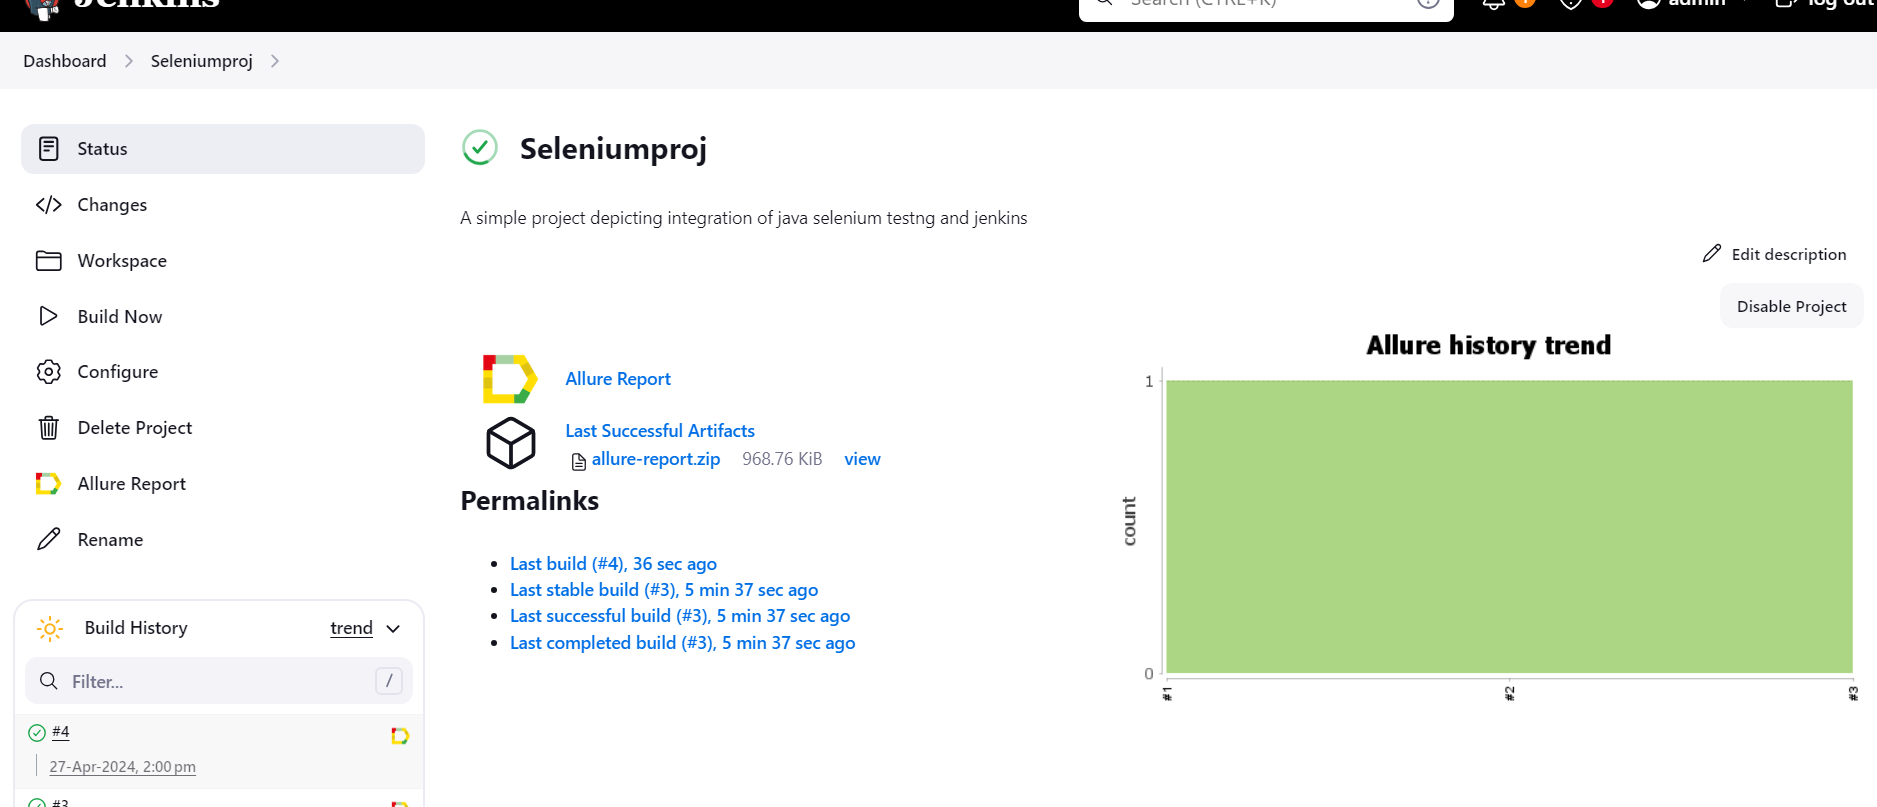 Jenkins
Search (CTRL+K)
1
1
admin
log out
Dashboard
Seleniumproj
Status
Changes
Workspace
Build Now
Configure
Delete Project
Allure Report
Rename
Build History
trend
Filter...
/
#4
27-Apr-2024, 2:00 pm
#3
Seleniumproj
A simple project depicting integration of java selenium testng and jenkins
Edit description
Disable Project
Allure Report
Last Successful Artifacts
allure-report.zip 968.76 KiB view
Permalinks
Last build (#4), 36 sec ago
Last stable build (#3), 5 min 37 sec ago
Last successful build (#3), 5 min 37 sec ago
Last completed build (#3), 5 min 37 sec ago
Allure history trend
1
count
0
#1
#2
#3